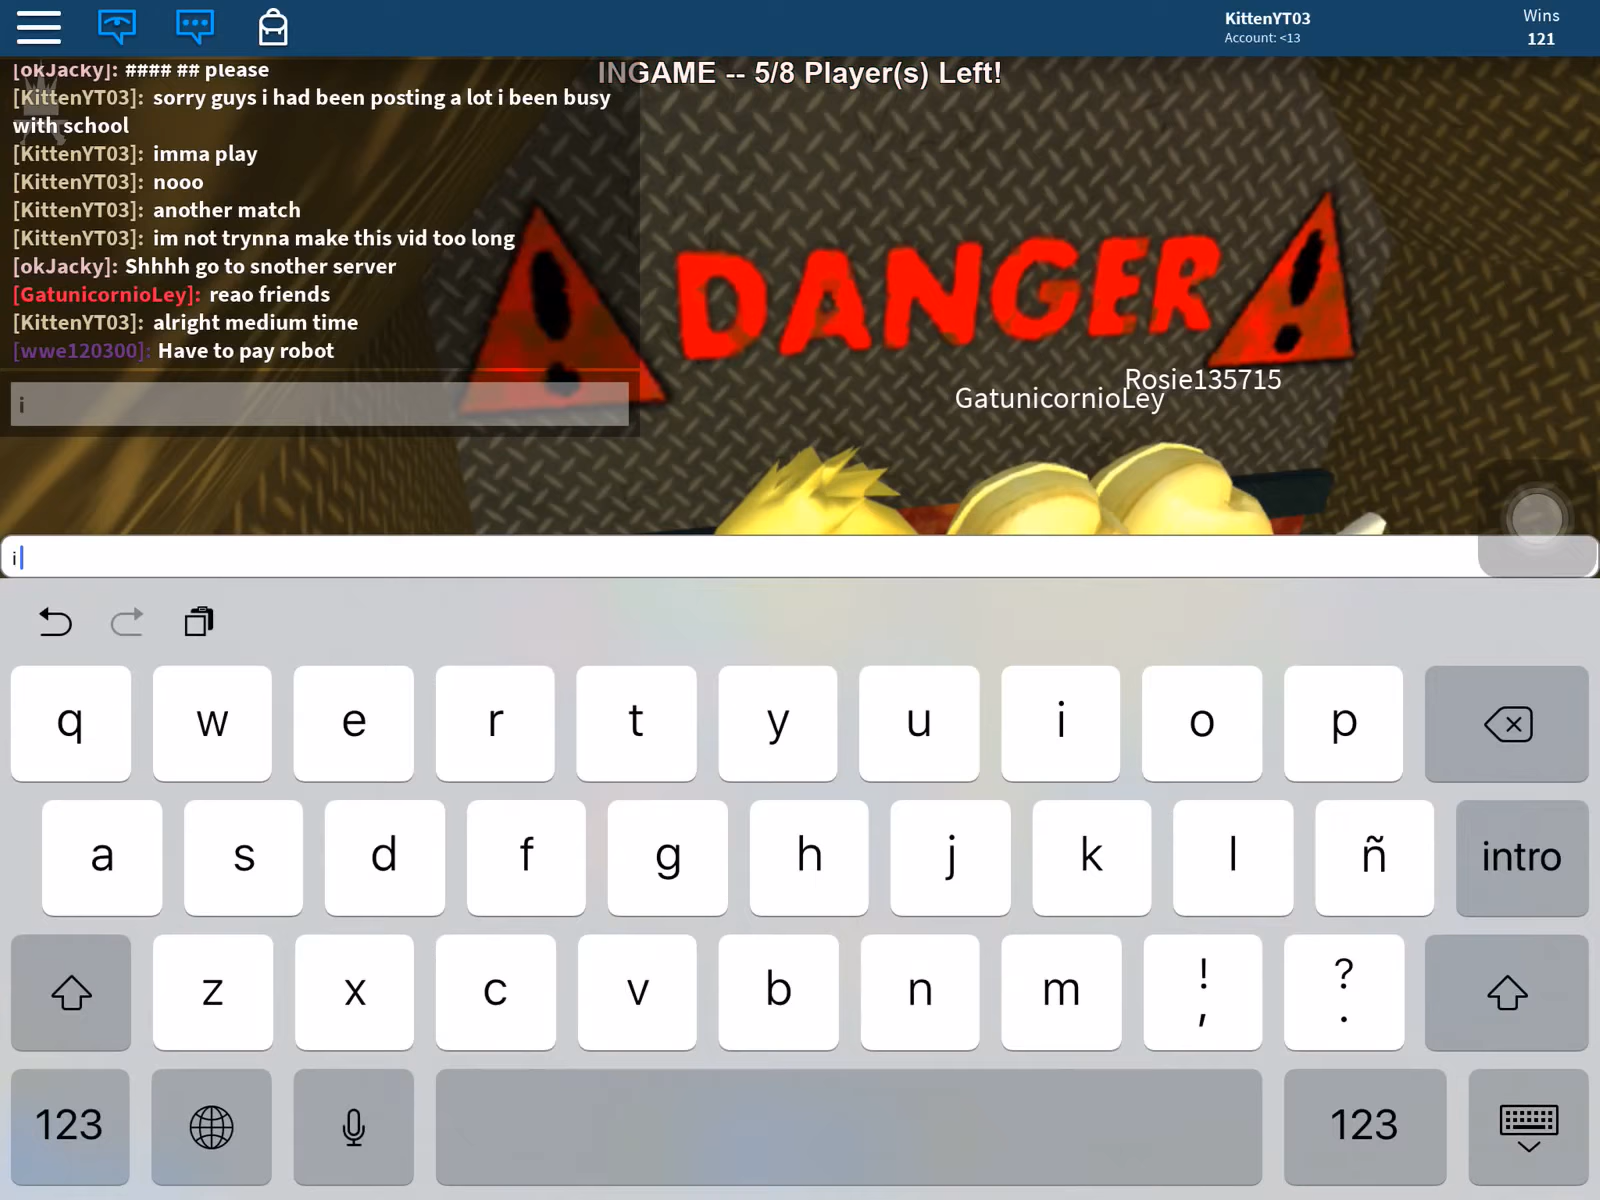 KittenYT03
Account: <13
Wins
121
INGAME -- 5/8 Player(s) Left!
[okJacky]: #### ## please
[KittenYT03]: sorry guys i had been posting a lot i been busy
with school
[KittenYT03]: imma play
[KittenYT03]: nooo
[KittenYT03]: another match
[KittenYT03]: im not trynna make this vid too long
[okJacky]: Shhhh go to snother server
[GatunicornioLey]: reao friends
[KittenYT03]: alright medium time
[wwe120300]: Have to pay robot
i
DANGER
Rosie135715
GatunicornioLey
i
q w e r t y u i o p
a s d f g h j k l ñ intro
z x c v b n m ! , ? .
123 123